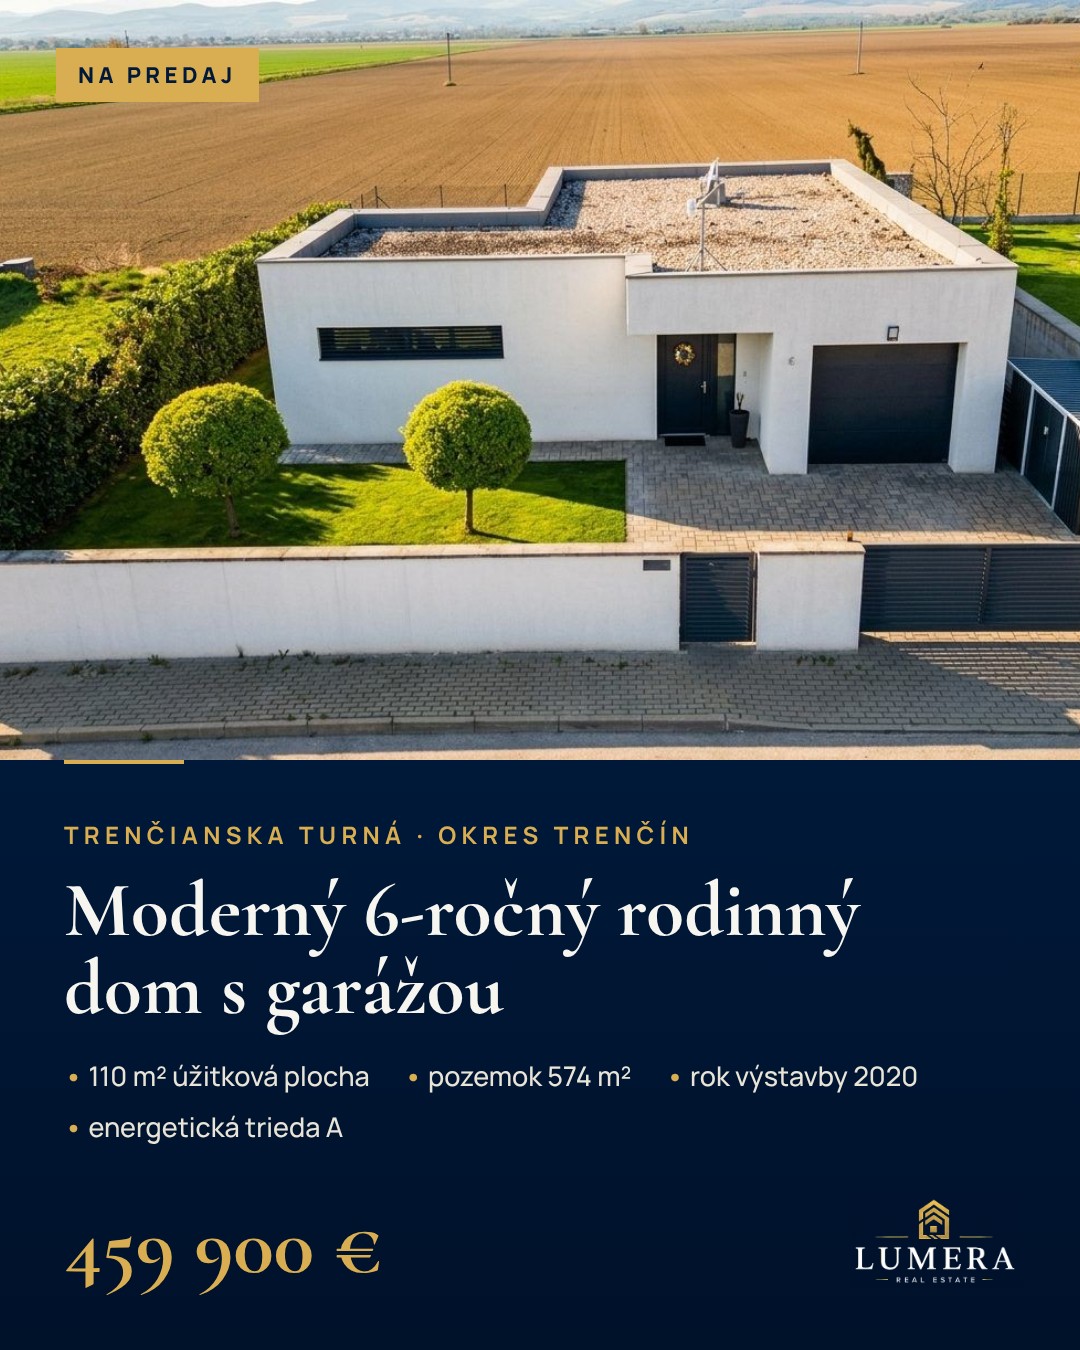 NA PREDAJ
TRENČIANSKA TURNÁ · OKRES TRENČÍN
Moderný 6-ročný rodinný
dom s garážou
• 110 m² úžitková plocha • pozemok 574 m² • rok výstavby 2020
• energetická trieda A
459 900 €
LUMERA
REAL ESTATE